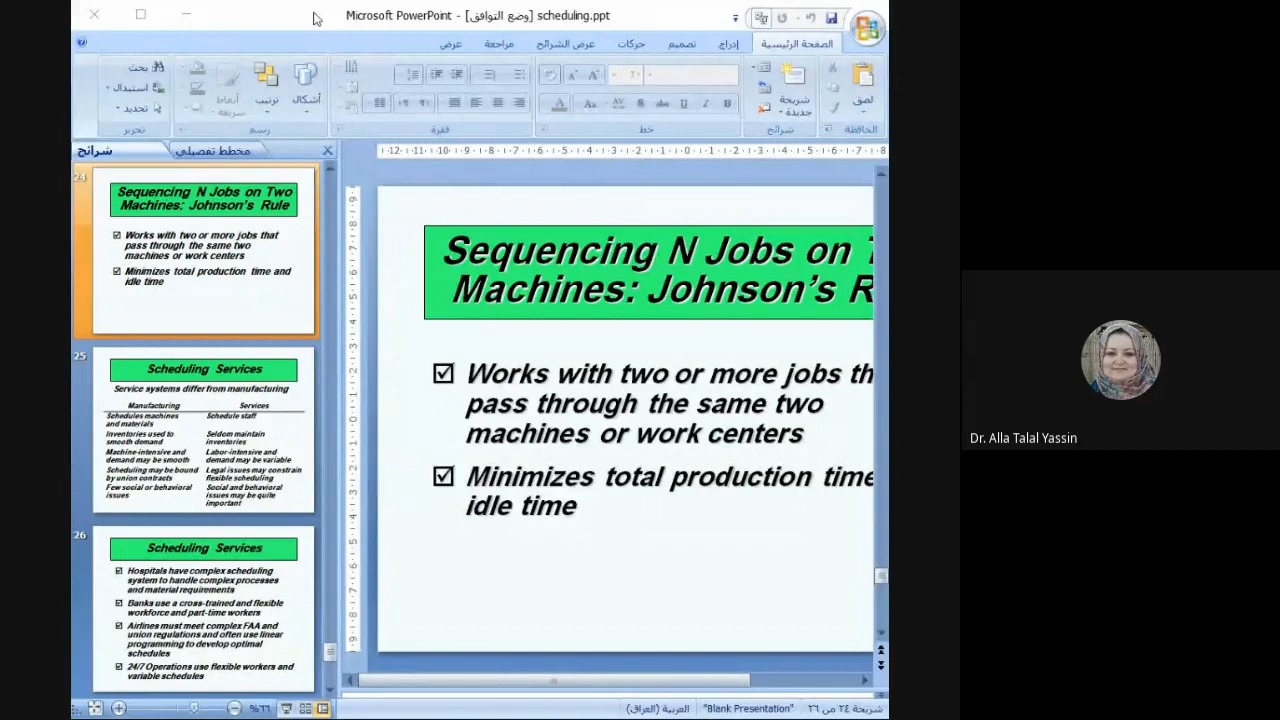 Microsoft PowerPoint - [وضع التوافق] scheduling.ppt
الصفحة الرئيسية
إدراج
تصميم
حركات
عرض الشرائح
مراجعة
عرض
لصق
الحافظة
شريحة جديدة
شرائح
خط
فقرة
أشكال
ترتيب
أنماط سريعة
رسم
بحث
استبدال
تحديد
تحرير
شرائح
مخطط تفصيلي
24
Sequencing N Jobs on Two
Machines: Johnson's Rule
Works with two or more jobs that
pass through the same two
machines or work centers
Minimizes total production time and
idle time
25
Scheduling Services
Service systems differ from manufacturing
Manufacturing Services
Schedules machines and materials
Schedule staff
Inventories used to smooth demand
Seldom maintain inventories
Machine-intensive and demand may be smooth
Labor-intensive and demand may be variable
Scheduling may be bound by union contracts
Legal issues may constrain flexible scheduling
Few social or behavioral issues
Social and behavioral issues may be quite important
26
Scheduling Services
Hospitals have complex scheduling
system to handle complex processes
and material requirements
Banks use a cross-trained and flexible
workforce and part-time workers
Airlines must meet complex FAA and
union regulations and often use linear
programming to develop optimal
schedules
24/7 Operations use flexible workers and
variable schedules
Sequencing N Jobs on T
Machines: Johnson's R
Works with two or more jobs th
pass through the same two
machines or work centers
Minimizes total production time
idle time
Dr. Alla Talal Yassin
شريحة ٢٤ من ٢٦
"Blank Presentation"
العربية (العراق)
٦٦%